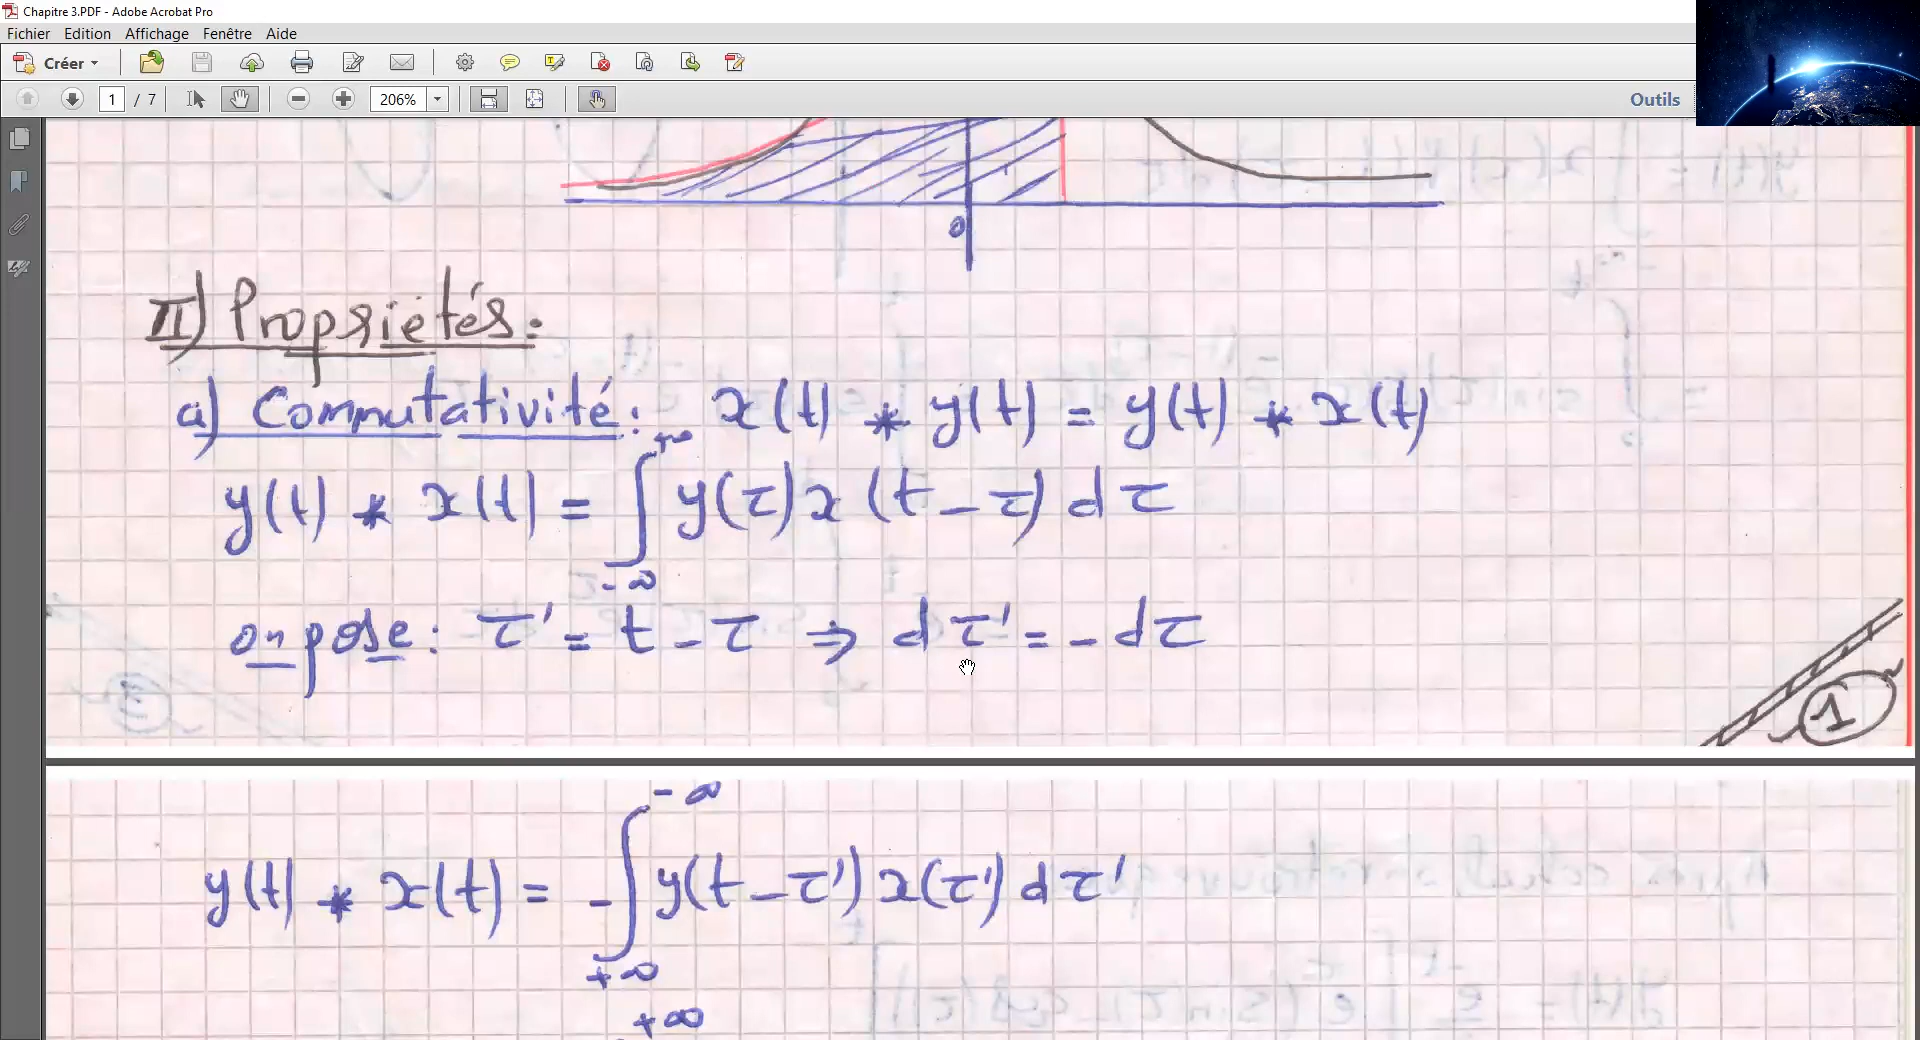 Chapitre 3.PDF - Adobe Acrobat Pro
Fichier Edition Affichage Fenêtre Aide
Créer
1 / 7 206% Outils
0
II) Propriétés:
a) Commutativité: x(t) * y(t) = y(t) * x(t)
+∞
y(t) * x(t) = ∫ y(τ) x (t - τ) dτ
-∞
on pose: τ' = t - τ ⇒ dτ' = - dτ
1
-∞
y(t) * x(t) = - ∫ y(t - τ') x(τ') dτ'
+∞
+∞